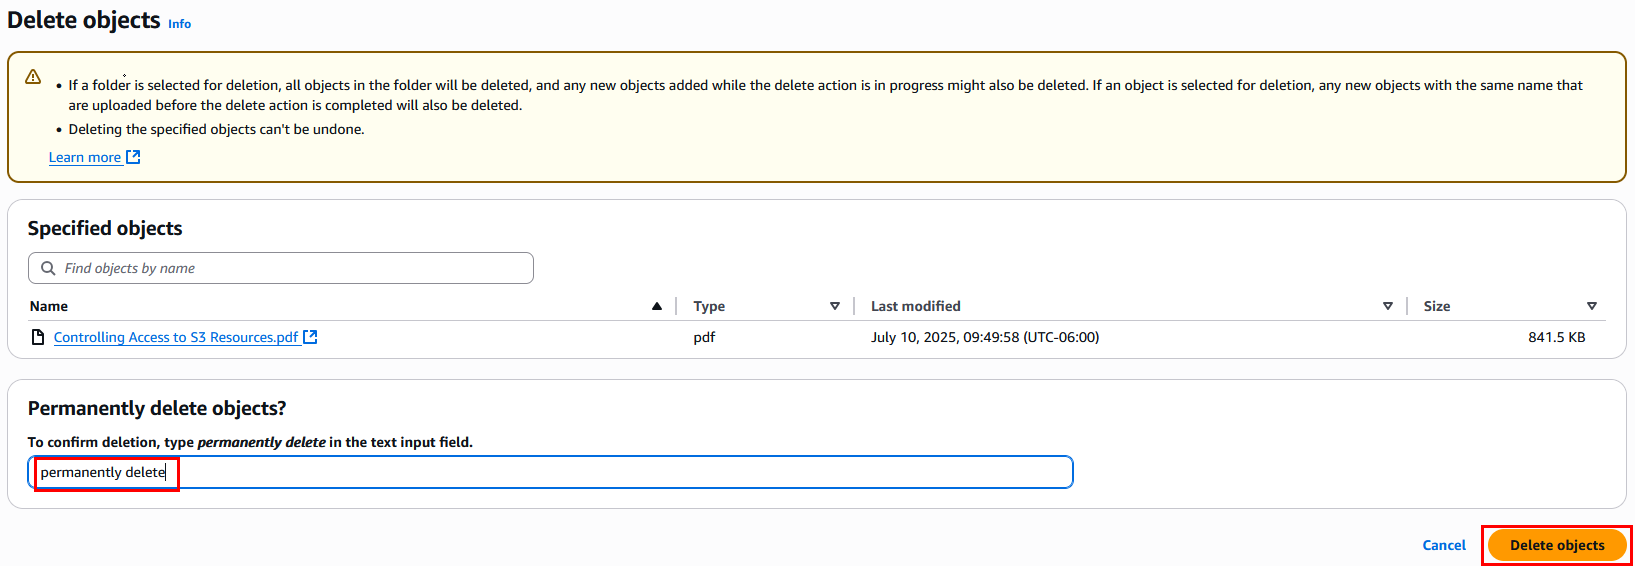 Delete objects Info
• If a folder is selected for deletion, all objects in the folder will be deleted, and any new objects added while the delete action is in progress might also be deleted. If an object is selected for deletion, any new objects with the same name that
are uploaded before the delete action is completed will also be deleted.
• Deleting the specified objects can't be undone.
Learn more
Specified objects
Find objects by name
Name Type Last modified Size
Controlling Access to S3 Resources.pdf pdf July 10, 2025, 09:49:58 (UTC-06:00) 841.5 KB
Permanently delete objects?
To confirm deletion, type permanently delete in the text input field.
permanently delete
Cancel Delete objects